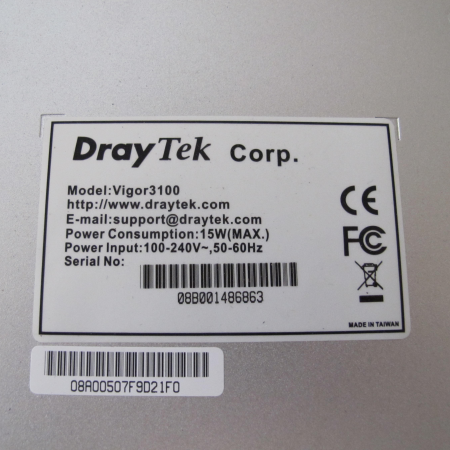 DrayTek Corp.
Model:Vigor3100
http://www.draytek.com
E-mail:support@draytek.com
Power Consumption:15W(MAX.)
Power Input:100-240V~,50-60Hz
Serial No:
08B001486863
CE
FC
MADE IN TAIWAN
08A00507F9D21F0